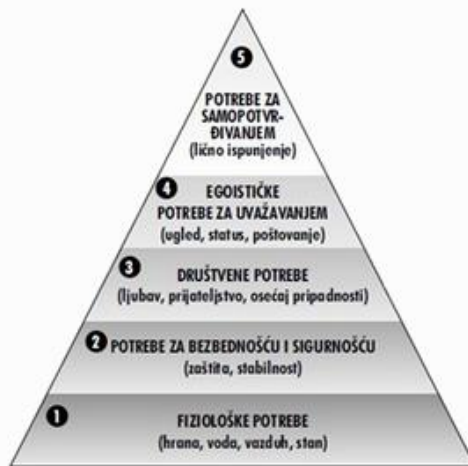 5
POTREBE ZA
SAMOPOTVR-
ĐIVANJEM
(lično ispunjenje)
4
EGOISTIČKE
POTREBE ZA UVAŽAVANJEM
(ugled, status, poštovanje)
3
DRUŠTVENE POTREBE
(ljubav, prijateljstvo, osećaj pripadnosti)
2 POTREBE ZA BEZBEDNOŠĆU I SIGURNOŠĆU
(zaštita, stabilnost)
1
FIZIOLOŠKE POTREBE
(hrana, voda, vazduh, stan)